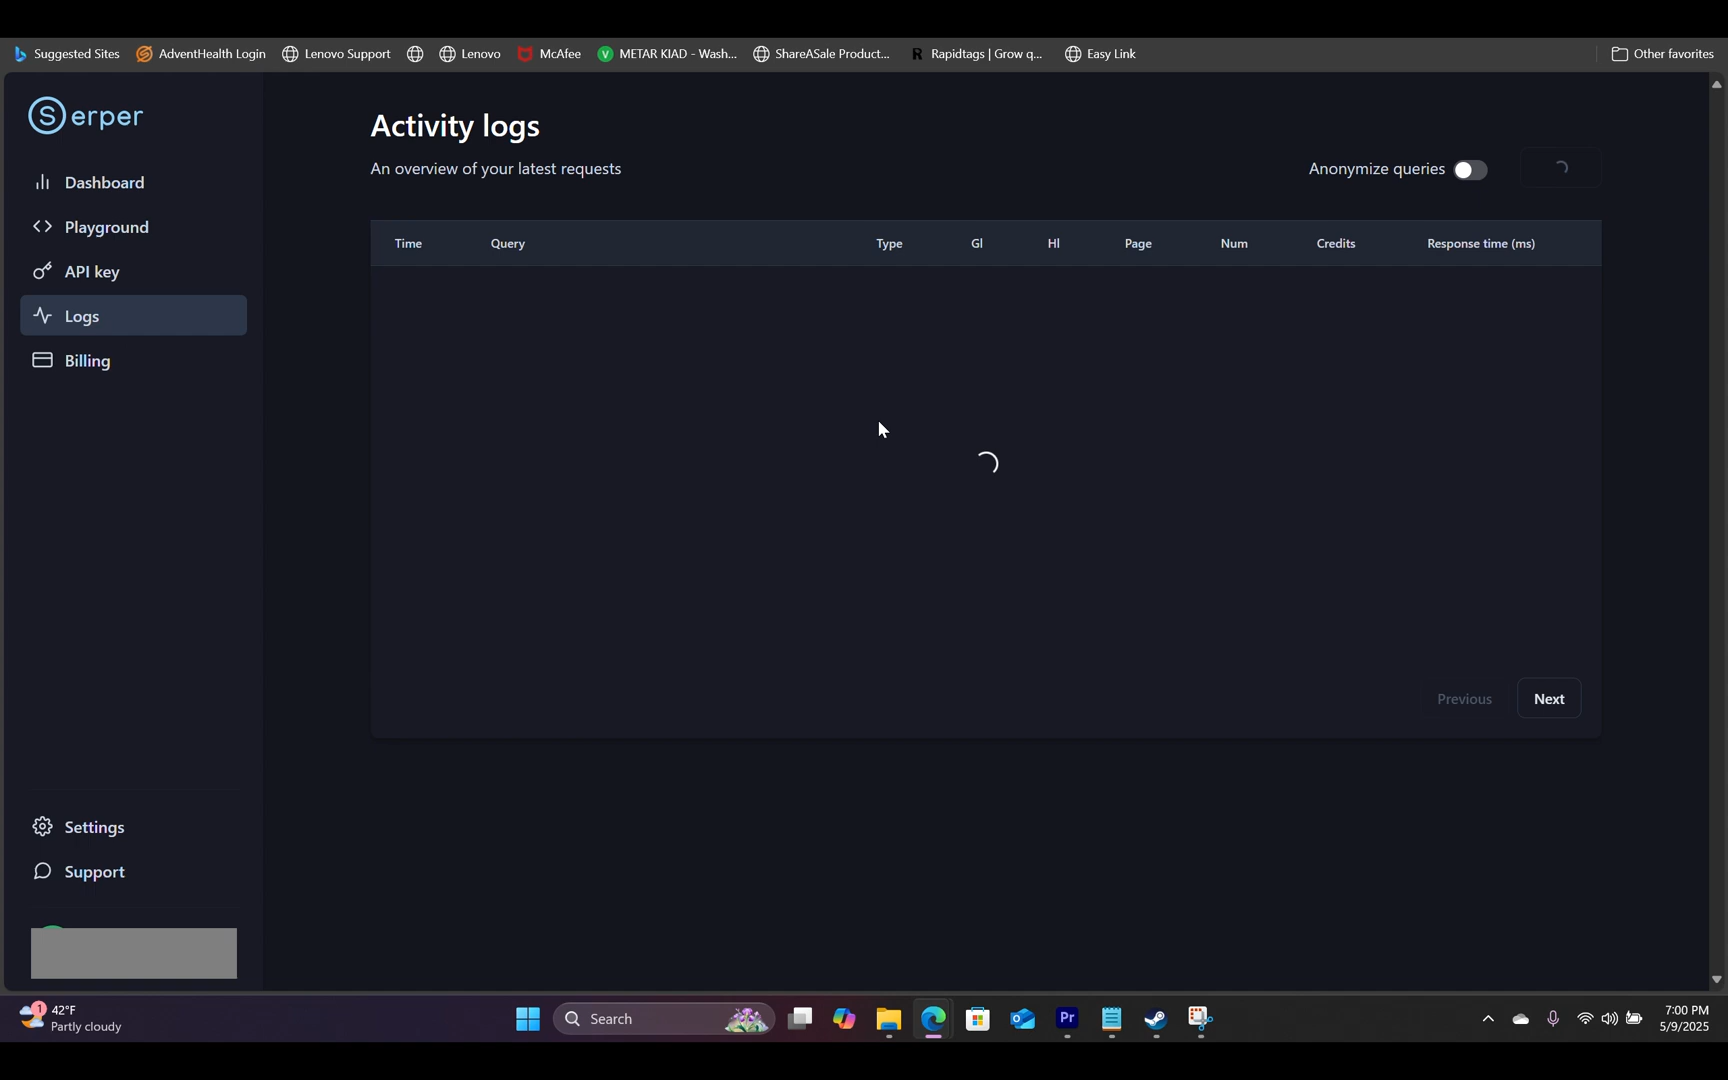 Suggested Sites AdventHealth Login Lenovo Support Lenovo McAfee METAR KIAD - Wash... ShareASale Product... Rapidtags | Grow q... Easy Link Other favorites
Serper
Dashboard
Playground
API key
Logs
Billing
Settings
Support
Activity logs
An overview of your latest requests
Anonymize queries
Time Query Type Gl Hl Page Num Credits Response time (ms)
Previous Next
1
42°F
Partly cloudy
Search
Pr
7:00 PM
5/9/2025